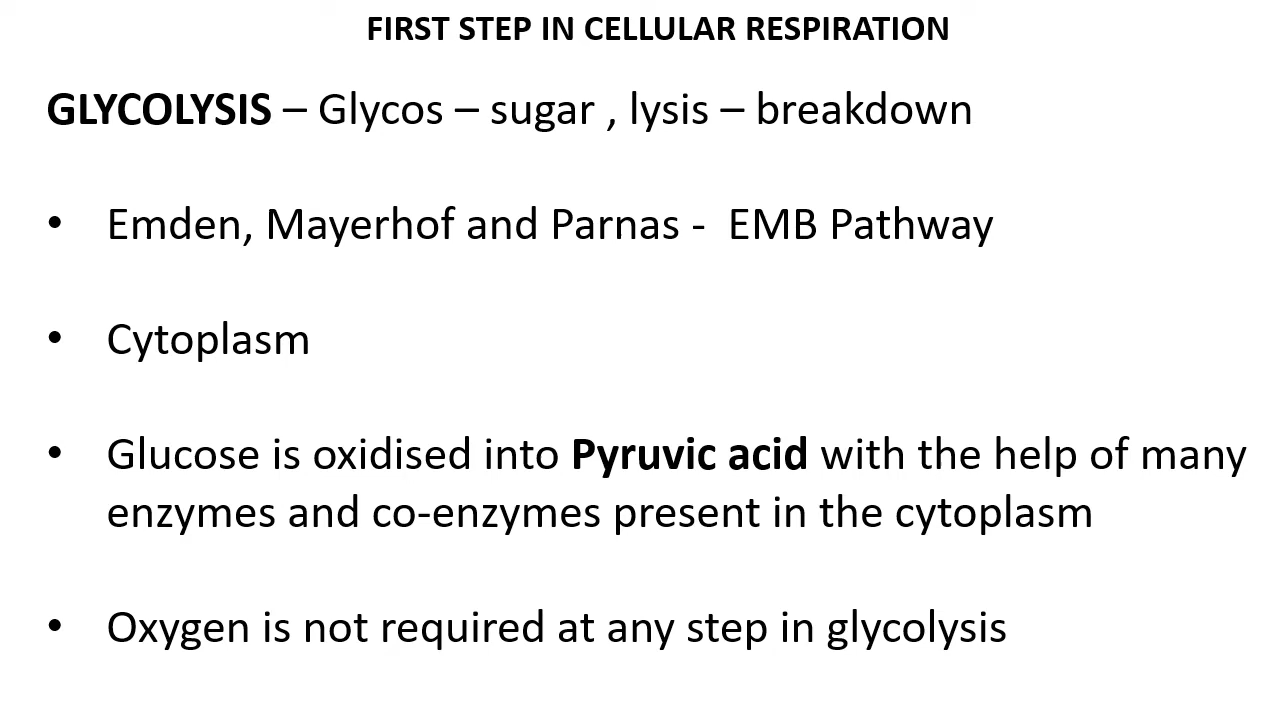 FIRST STEP IN CELLULAR RESPIRATION
GLYCOLYSIS – Glycos – sugar , lysis – breakdown
• Emden, Mayerhof and Parnas - EMB Pathway
• Cytoplasm
• Glucose is oxidised into Pyruvic acid with the help of many
enzymes and co-enzymes present in the cytoplasm
• Oxygen is not required at any step in glycolysis